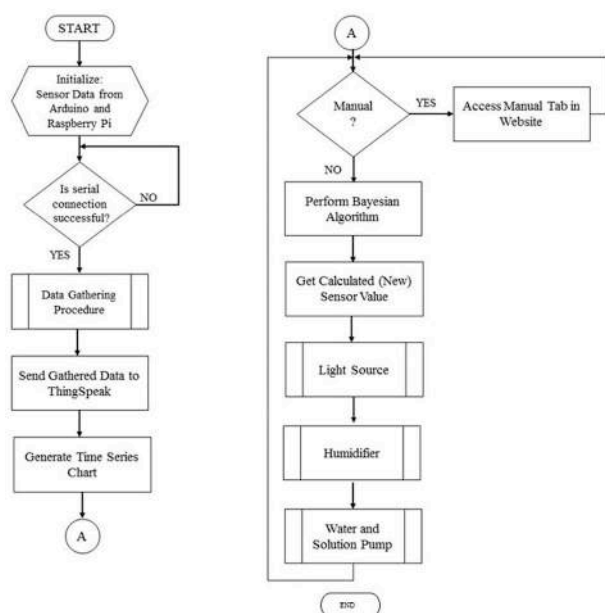 START
Initialize:
Sensor Data from
Arduino and
Raspberry Pi
Is serial
connection
successful?
NO
YES
Data Gathering
Procedure
Send Gathered Data to
ThingSpeak
Generate Time Series
Chart
A
A
Manual
?
YES
Access Manual Tab in
Website
NO
Perform Bayesian
Algorithm
Get Calculated (New)
Sensor Value
Light Source
Humidifier
Water and
Solution Pump
END